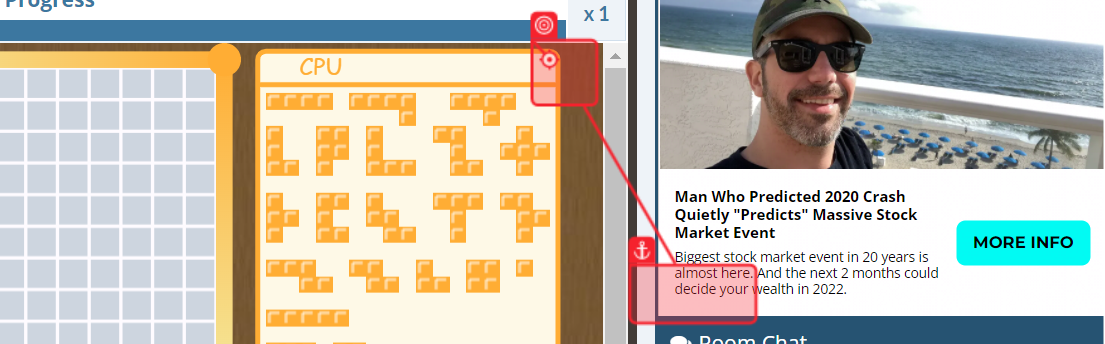 Progress
x 1
CPU
Man Who Predicted 2020 Crash
Quietly "Predicts" Massive Stock
Market Event
Biggest stock market event in 20 years is
almost here. And the next 2 months could
decide your wealth in 2022.
MORE INFO
Room Chat